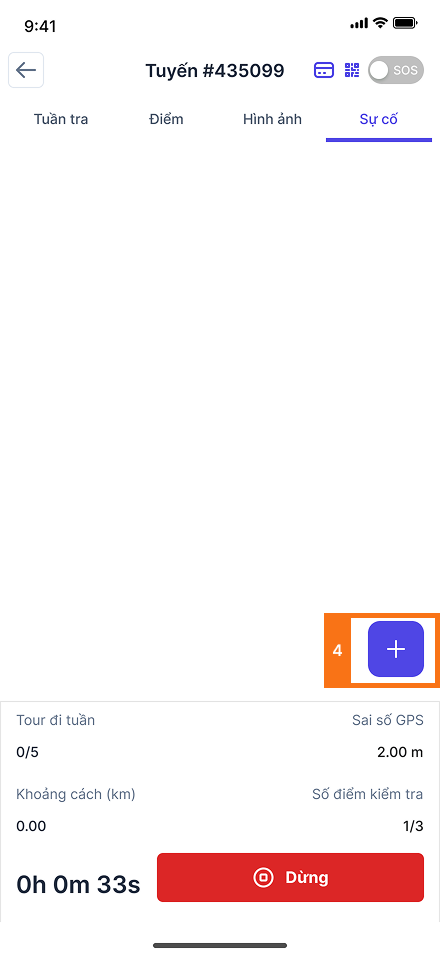 9:41
Tuyến #435099
SOS
Tuần tra
Điểm
Hình ảnh
Sự cố
4
Tour đi tuần
Sai số GPS
0/5
2.00 m
Khoảng cách (km)
Số điểm kiểm tra
0.00
1/3
0h 0m 33s
Dừng